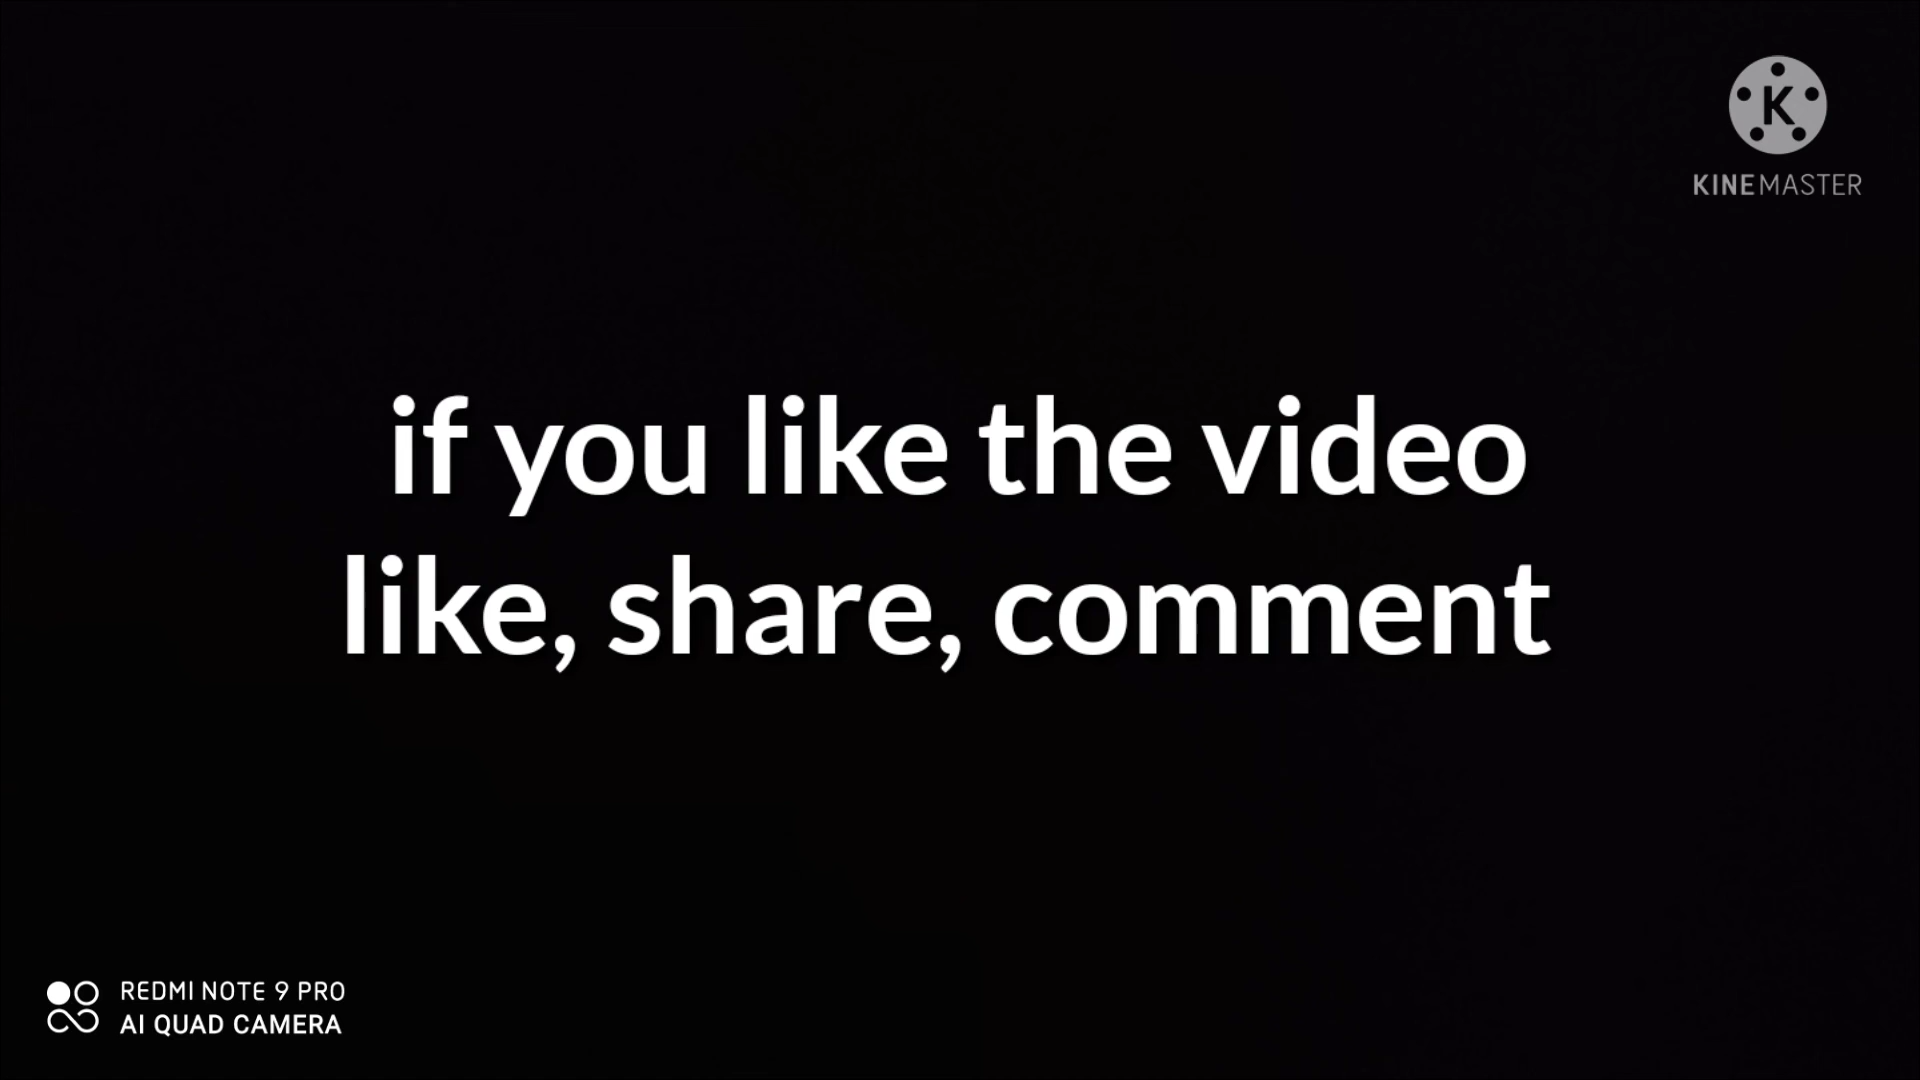 K
KINEMASTER
if you like the video
like, share, comment
REDMI NOTE 9 PRO
AI QUAD CAMERA